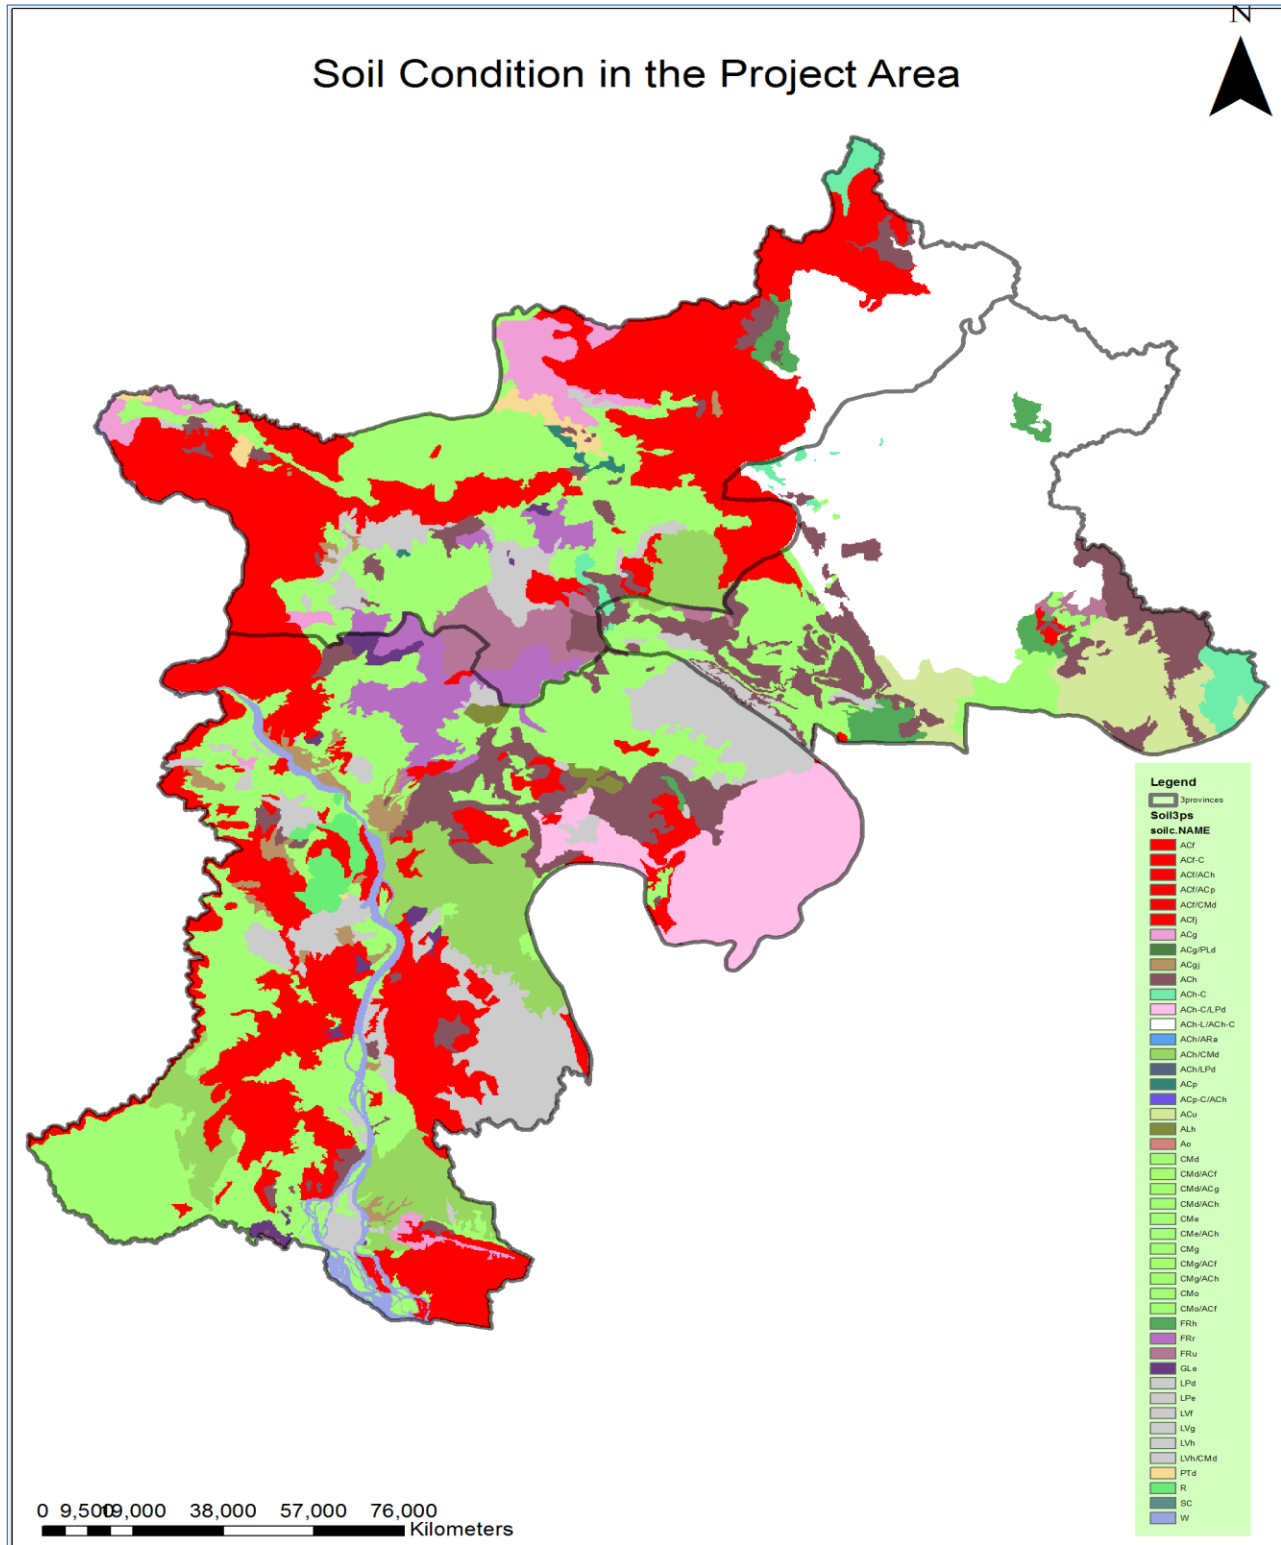 N
Soil Condition in the Project Area
Legend
3provinces
Soil3ps
soilc.NAME
ACf
ACf-C
ACf/ACh
ACf/ACp
ACf/CMd
ACfj
ACg
ACg/PLd
ACgj
ACh
ACh-C
ACh-C/LPd
ACh-L/ACh-C
ACh/ARa
ACh/CMd
ACh/LPd
ACp
ACp-C/ACh
ACu
ALh
Ao
CMd
CMd/ACf
CMd/ACg
CMd/ACh
CMe
CMe/ACh
CMg
CMg/ACf
CMg/ACh
CMo
CMo/ACf
FRh
FRr
FRu
GLe
LPd
LPe
LVf
LVg
LVh
LVh/CMd
PTd
R
SC
W
0 9,500 19,000 38,000 57,000 76,000
Kilometers